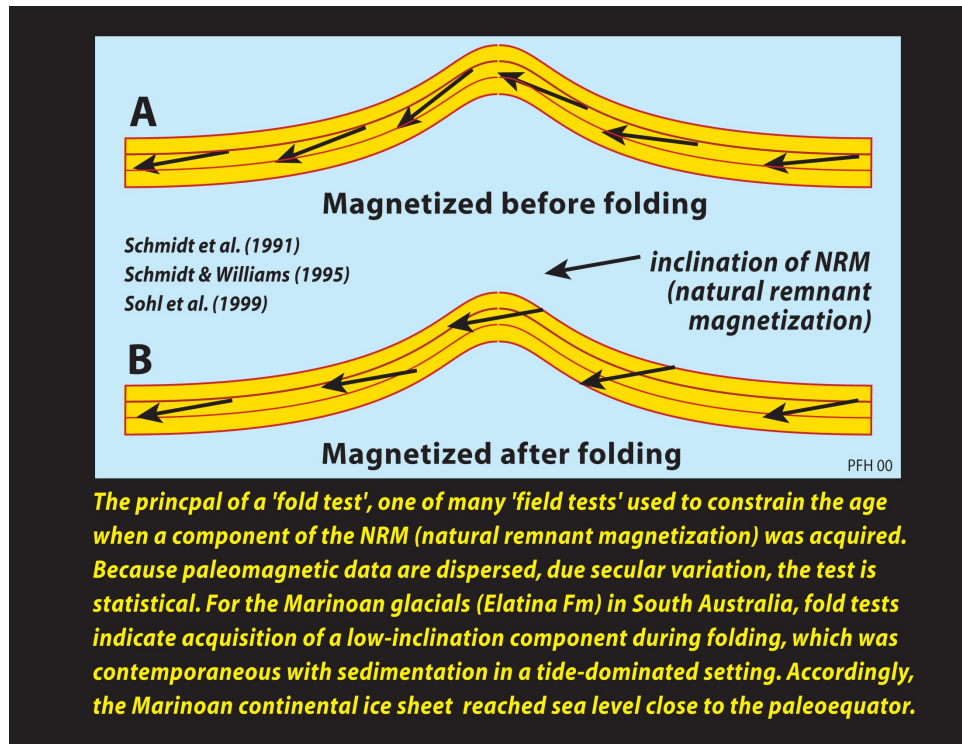 A
Magnetized before folding
Schmidt et al. (1991)
Schmidt & Williams (1995)
Sohl et al. (1999)
inclination of NRM
(natural remnant
magnetization)
B
Magnetized after folding
PFH 00
The princpal of a 'fold test', one of many 'field tests' used to constrain the age
when a component of the NRM (natural remnant magnetization) was acquired.
Because paleomagnetic data are dispersed, due secular variation, the test is
statistical. For the Marinoan glacials (Elatina Fm) in South Australia, fold tests
indicate acquisition of a low-inclination component during folding, which was
contemporaneous with sedimentation in a tide-dominated setting. Accordingly,
the Marinoan continental ice sheet reached sea level close to the paleoequator.